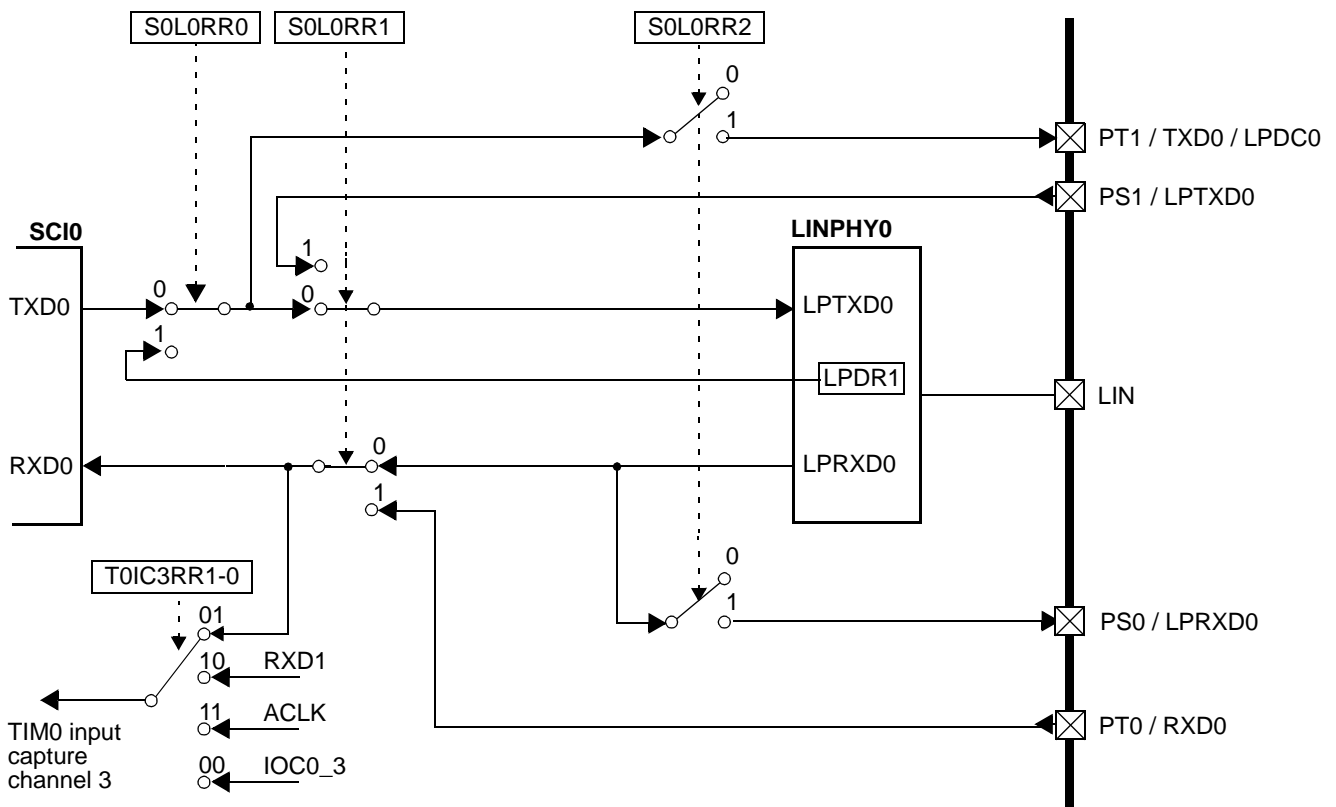 S0L0RR0
S0L0RR1
S0L0RR2
0
1
PT1 / TXD0 / LPDC0
PS1 / LPTXD0
SCI0
LINPHY0
1
0
0
TXD0
LPTXD0
1
LPDR1
LIN
0
RXD0
LPRXD0
1
0
T0IC3RR1-0
1
01
PS0 / LPRXD0
10
RXD1
11
ACLK
PT0 / RXD0
TIM0 input
capture
channel 3
00
IOC0_3